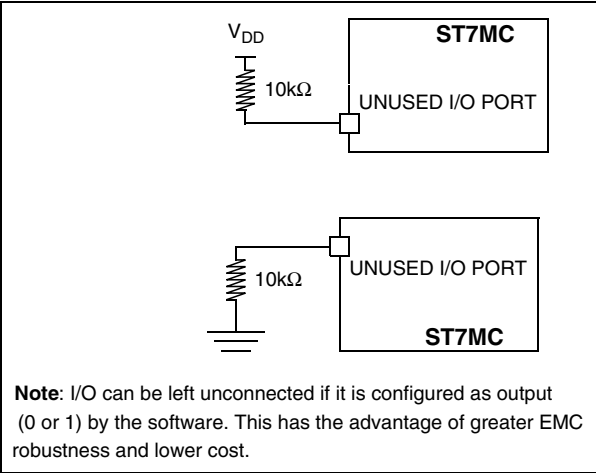 V_DD
ST7MC
10kΩ
UNUSED I/O PORT
UNUSED I/O PORT
10kΩ
ST7MC
Note: I/O can be left unconnected if it is configured as output
(0 or 1) by the software. This has the advantage of greater EMC
robustness and lower cost.